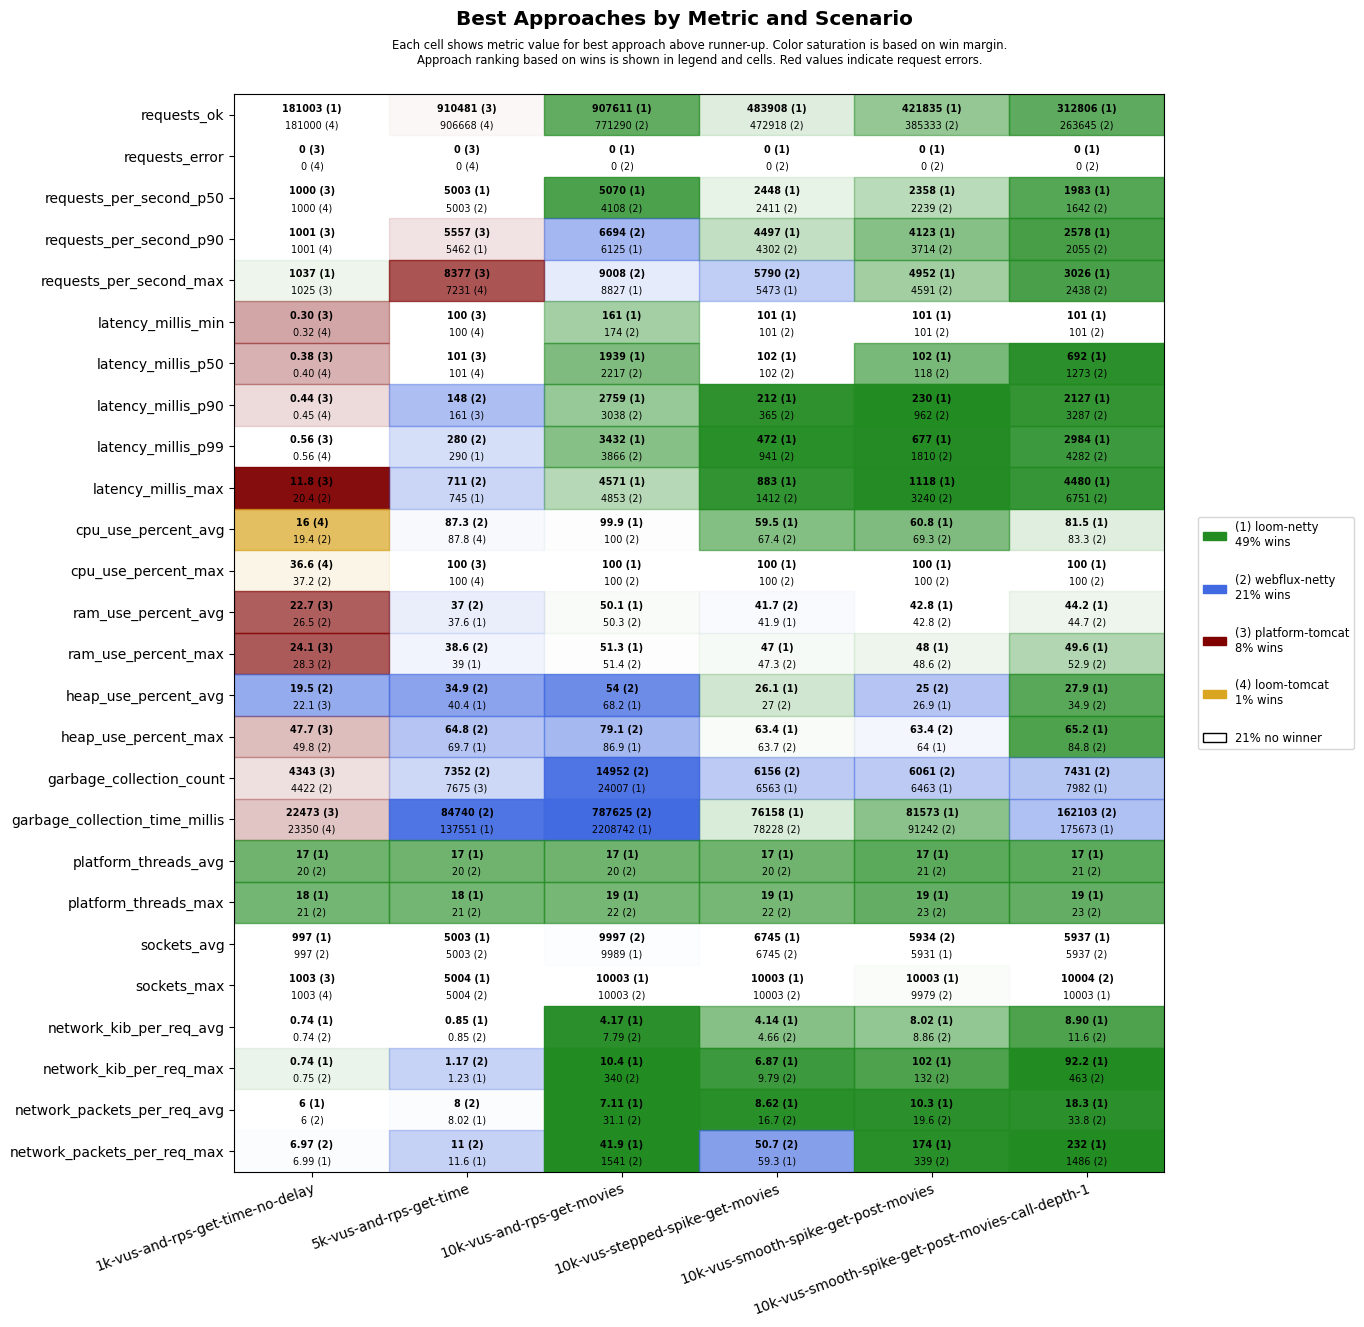 Best Approaches by Metric and Scenario
Each cell shows metric value for best approach above runner-up. Color saturation is based on win margin.
Approach ranking based on wins is shown in legend and cells. Red values indicate request errors.
requests_ok
181003 (1) 910481 (3) 907611 (1) 483908 (1) 421835 (1) 312806 (1)
181000 (4) 906668 (4) 771290 (2) 472918 (2) 385333 (2) 263645 (2)
requests_error
0 (3) 0 (3) 0 (1) 0 (1) 0 (1) 0 (1)
0 (4) 0 (4) 0 (2) 0 (2) 0 (2) 0 (2)
requests_per_second_p50
1000 (3) 5003 (1) 5070 (1) 2448 (1) 2358 (1) 1983 (1)
1000 (4) 5003 (2) 4108 (2) 2411 (2) 2239 (2) 1642 (2)
requests_per_second_p90
1001 (3) 5557 (3) 6694 (2) 4497 (1) 4123 (1) 2578 (1)
1001 (4) 5462 (1) 6125 (1) 4302 (2) 3714 (2) 2055 (2)
requests_per_second_max
1037 (1) 8377 (3) 9008 (2) 5790 (2) 4952 (1) 3026 (1)
1025 (3) 7231 (4) 8827 (1) 5473 (1) 4591 (2) 2438 (2)
latency_millis_min
0.30 (3) 100 (3) 161 (1) 101 (1) 101 (1) 101 (1)
0.32 (4) 100 (4) 174 (2) 101 (2) 101 (2) 101 (2)
latency_millis_p50
0.38 (3) 101 (3) 1939 (1) 102 (1) 102 (1) 692 (1)
0.40 (4) 101 (4) 2217 (2) 102 (2) 118 (2) 1273 (2)
latency_millis_p90
0.44 (3) 148 (2) 2759 (1) 212 (1) 230 (1) 2127 (1)
0.45 (4) 161 (3) 3038 (2) 365 (2) 962 (2) 3287 (2)
latency_millis_p99
0.56 (3) 280 (2) 3432 (1) 472 (1) 677 (1) 2984 (1)
0.56 (4) 290 (1) 3866 (2) 941 (2) 1810 (2) 4282 (2)
latency_millis_max
11.8 (3) 711 (2) 4571 (1) 883 (1) 1118 (1) 4480 (1)
20.4 (2) 745 (1) 4853 (2) 1412 (2) 3240 (2) 6751 (2)
cpu_use_percent_avg
16 (4) 87.3 (2) 99.9 (1) 59.5 (1) 60.8 (1) 81.5 (1)
19.4 (2) 87.8 (4) 100 (2) 67.4 (2) 69.3 (2) 83.3 (2)
cpu_use_percent_max
36.6 (4) 100 (3) 100 (1) 100 (1) 100 (1) 100 (1)
37.2 (2) 100 (4) 100 (2) 100 (2) 100 (2) 100 (2)
ram_use_percent_avg
22.7 (3) 37 (2) 50.1 (1) 41.7 (2) 42.8 (1) 44.2 (1)
26.5 (2) 37.6 (1) 50.3 (2) 41.9 (1) 42.8 (2) 44.7 (2)
ram_use_percent_max
24.1 (3) 38.6 (2) 51.3 (1) 47 (1) 48 (1) 49.6 (1)
28.3 (2) 39 (1) 51.4 (2) 47.3 (2) 48.6 (2) 52.9 (2)
heap_use_percent_avg
19.5 (2) 34.9 (2) 54 (2) 26.1 (1) 25 (2) 27.9 (1)
22.1 (3) 40.4 (1) 68.2 (1) 27 (2) 26.9 (1) 34.9 (2)
heap_use_percent_max
47.7 (3) 64.8 (2) 79.1 (2) 63.4 (1) 63.4 (2) 65.2 (1)
49.8 (2) 69.7 (1) 86.9 (1) 63.7 (2) 64 (1) 84.8 (2)
garbage_collection_count
4343 (3) 7352 (2) 14952 (2) 6156 (2) 6061 (2) 7431 (2)
4422 (2) 7675 (3) 24007 (1) 6563 (1) 6463 (1) 7982 (1)
garbage_collection_time_millis
22473 (3) 84740 (2) 787625 (2) 76158 (1) 81573 (1) 162103 (2)
23350 (4) 137551 (1) 2208742 (1) 78228 (2) 91242 (2) 175673 (1)
platform_threads_avg
17 (1) 17 (1) 17 (1) 17 (1) 17 (1) 17 (1)
20 (2) 20 (2) 20 (2) 20 (2) 21 (2) 21 (2)
platform_threads_max
18 (1) 18 (1) 19 (1) 19 (1) 19 (1) 19 (1)
21 (2) 21 (2) 22 (2) 22 (2) 23 (2) 23 (2)
sockets_avg
997 (1) 5003 (1) 9997 (2) 6745 (1) 5934 (2) 5937 (1)
997 (2) 5003 (2) 9989 (1) 6745 (2) 5931 (1) 5937 (2)
sockets_max
1003 (3) 5004 (1) 10003 (1) 10003 (1) 10003 (1) 10004 (2)
1003 (4) 5004 (2) 10003 (2) 10003 (2) 9979 (2) 10003 (1)
network_kib_per_req_avg
0.74 (1) 0.85 (1) 4.17 (1) 4.14 (1) 8.02 (1) 8.90 (1)
0.74 (2) 0.85 (2) 7.79 (2) 4.66 (2) 8.86 (2) 11.6 (2)
network_kib_per_req_max
0.74 (1) 1.17 (2) 10.4 (1) 6.87 (1) 102 (1) 92.2 (1)
0.75 (2) 1.23 (1) 340 (2) 9.79 (2) 132 (2) 463 (2)
network_packets_per_req_avg
6 (1) 8 (2) 7.11 (1) 8.62 (1) 10.3 (1) 18.3 (1)
6 (2) 8.02 (1) 31.1 (2) 16.7 (2) 19.6 (2) 33.8 (2)
network_packets_per_req_max
6.97 (2) 11 (2) 41.9 (1) 50.7 (2) 174 (1) 232 (1)
6.99 (1) 11.6 (1) 1541 (2) 59.3 (1) 339 (2) 1486 (2)
1k-vus-and-rps-get-time-no-delay
5k-vus-and-rps-get-time
10k-vus-and-rps-get-movies
10k-vus-stepped-spike-get-movies
10k-vus-smooth-spike-get-post-movies
10k-vus-smooth-spike-get-post-movies-call-depth-1
(1) loom-netty
49% wins
(2) webflux-netty
21% wins
(3) platform-tomcat
8% wins
(4) loom-tomcat
1% wins
21% no winner